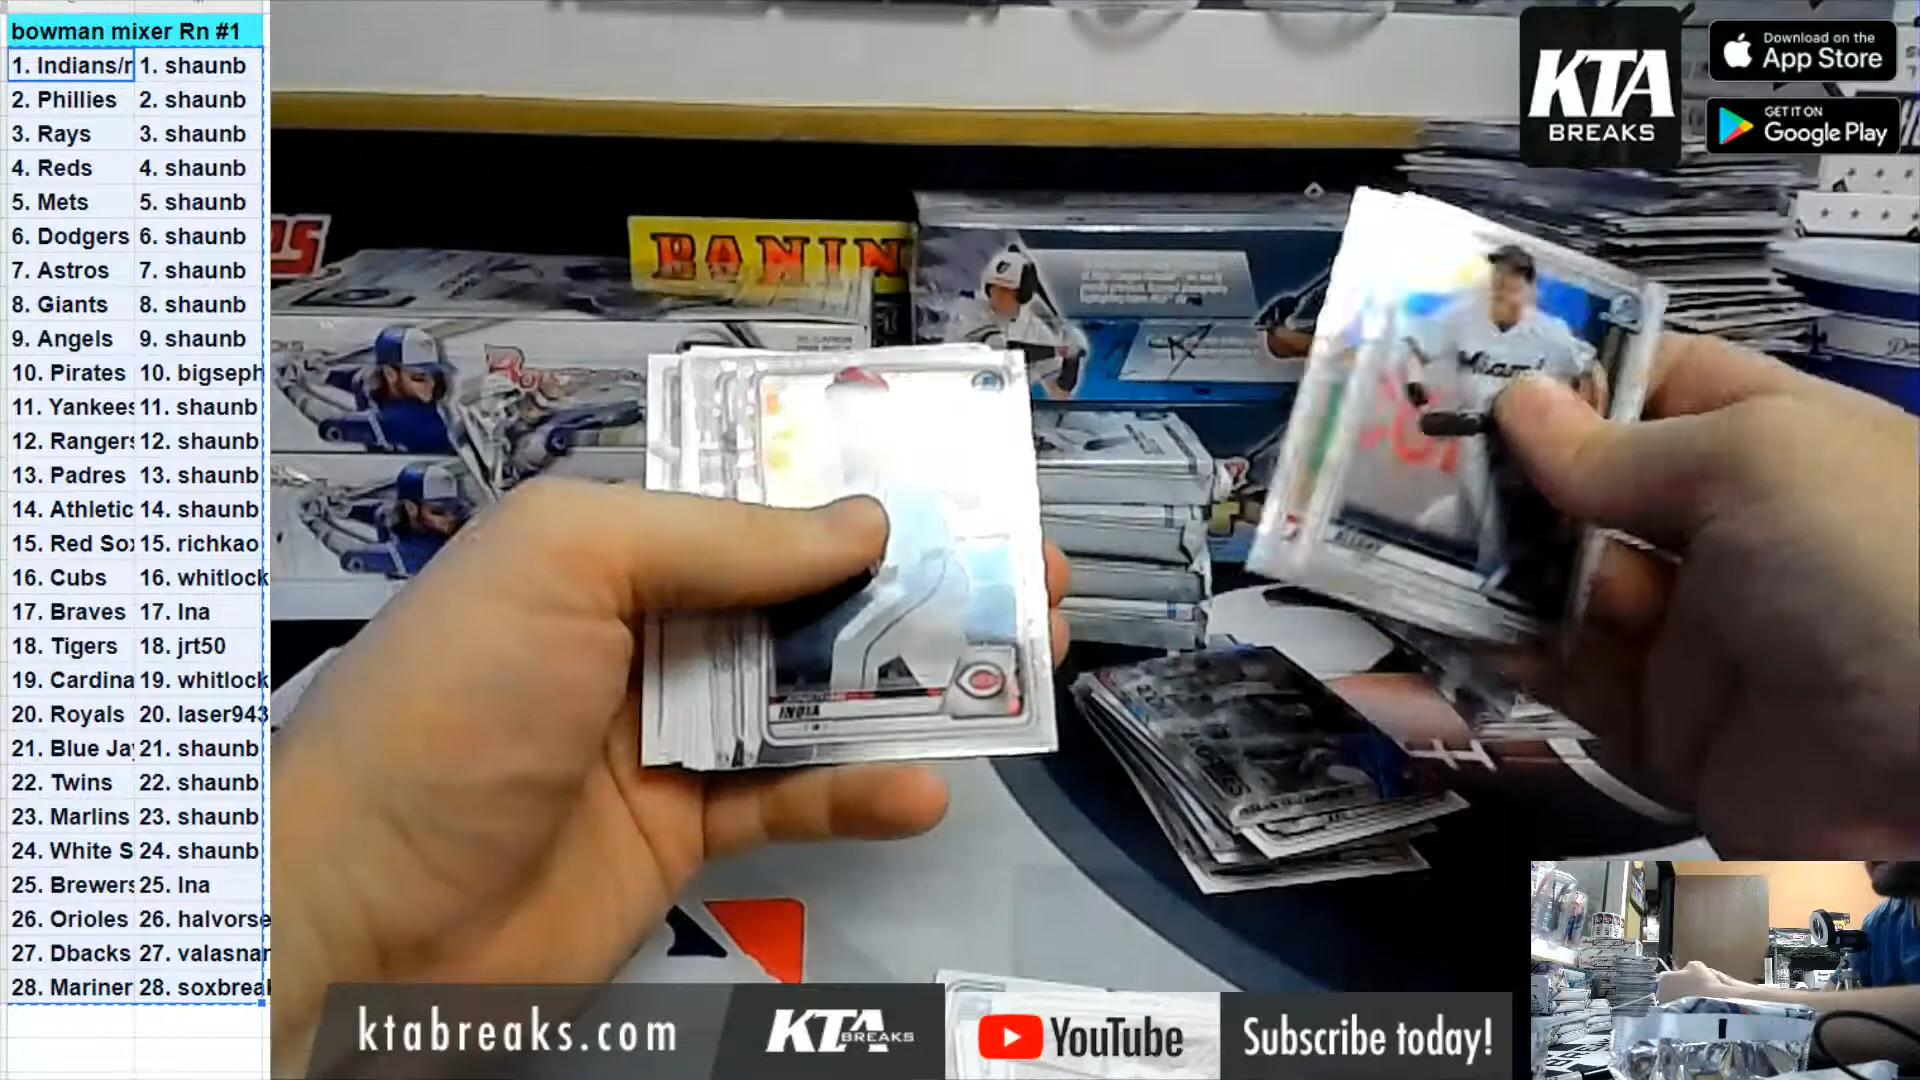 bowman mixer Rn #1
1. Indians/r 1. shaunb
2. Phillies 2. shaunb
3. Rays 3. shaunb
4. Reds 4. shaunb
5. Mets 5. shaunb
6. Dodgers 6. shaunb
7. Astros 7. shaunb
8. Giants 8. shaunb
9. Angels 9. shaunb
10. Pirates 10. bigseph
11. Yankees 11. shaunb
12. Rangers 12. shaunb
13. Padres 13. shaunb
14. Athletic 14. shaunb
15. Red Sox 15. richkao
16. Cubs 16. whitlock
17. Braves 17. lna
18. Tigers 18. jrt50
19. Cardina 19. whitlock
20. Royals 20. laser943
21. Blue Jay 21. shaunb
22. Twins 22. shaunb
23. Marlins 23. shaunb
24. White S 24. shaunb
25. Brewers 25. lna
26. Orioles 26. halvorse
27. Dbacks 27. valasnar
28. Mariner 28. soxbreak
KTA
BREAKS
Download on the
App Store
GET IT ON
Google Play
PANIN
Miami
INDIA
ktabreaks.com
KTA BREAKS
YouTube
Subscribe today!